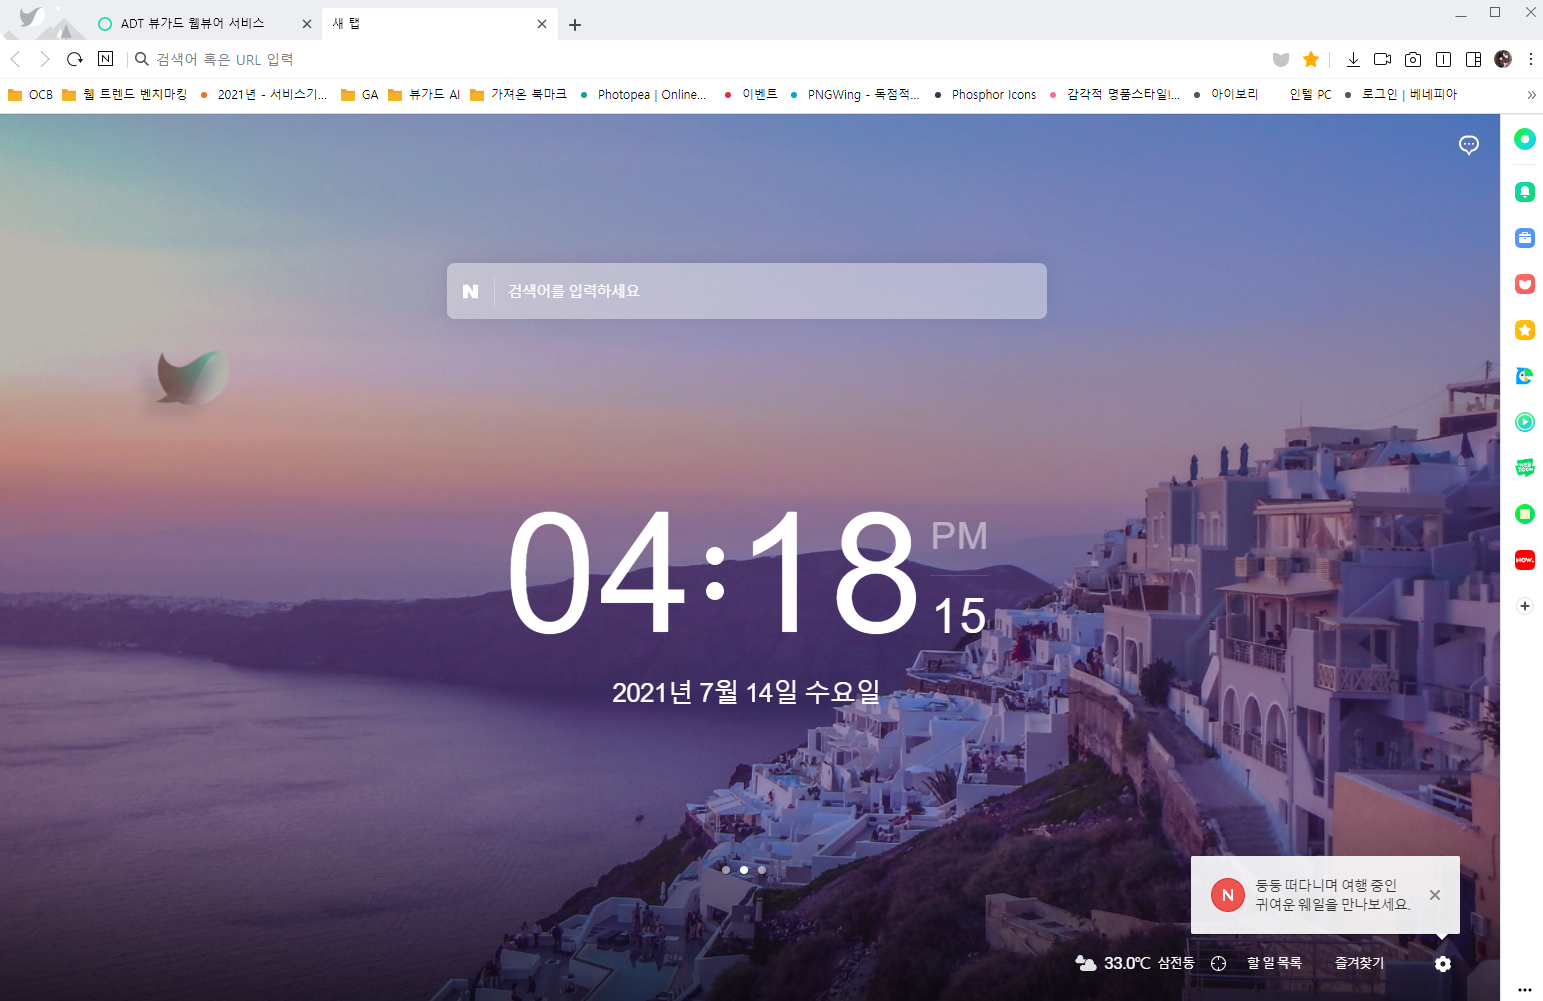 ADT 뷰가드 웹뷰어 서비스
새 탭
N
검색어 혹은 URL 입력
OCB
웹 트렌드 벤치마킹
2021년 - 서비스기...
GA
뷰가드 AI
가져온 북마크
Photopea | Online...
이벤트
PNGWing - 독점적...
Phosphor Icons
감각적 명품스타일!...
아이보리
인텔 PC
로그인 | 베네피아
N
검색어를 입력하세요
WEB
TOON
NOW.
04:18
PM
15
2021년 7월 14일 수요일
N
둥둥 떠다니며 여행 중인
귀여운 웨일을 만나보세요.
33.0℃ 삼전동
할 일 목록
즐겨찾기